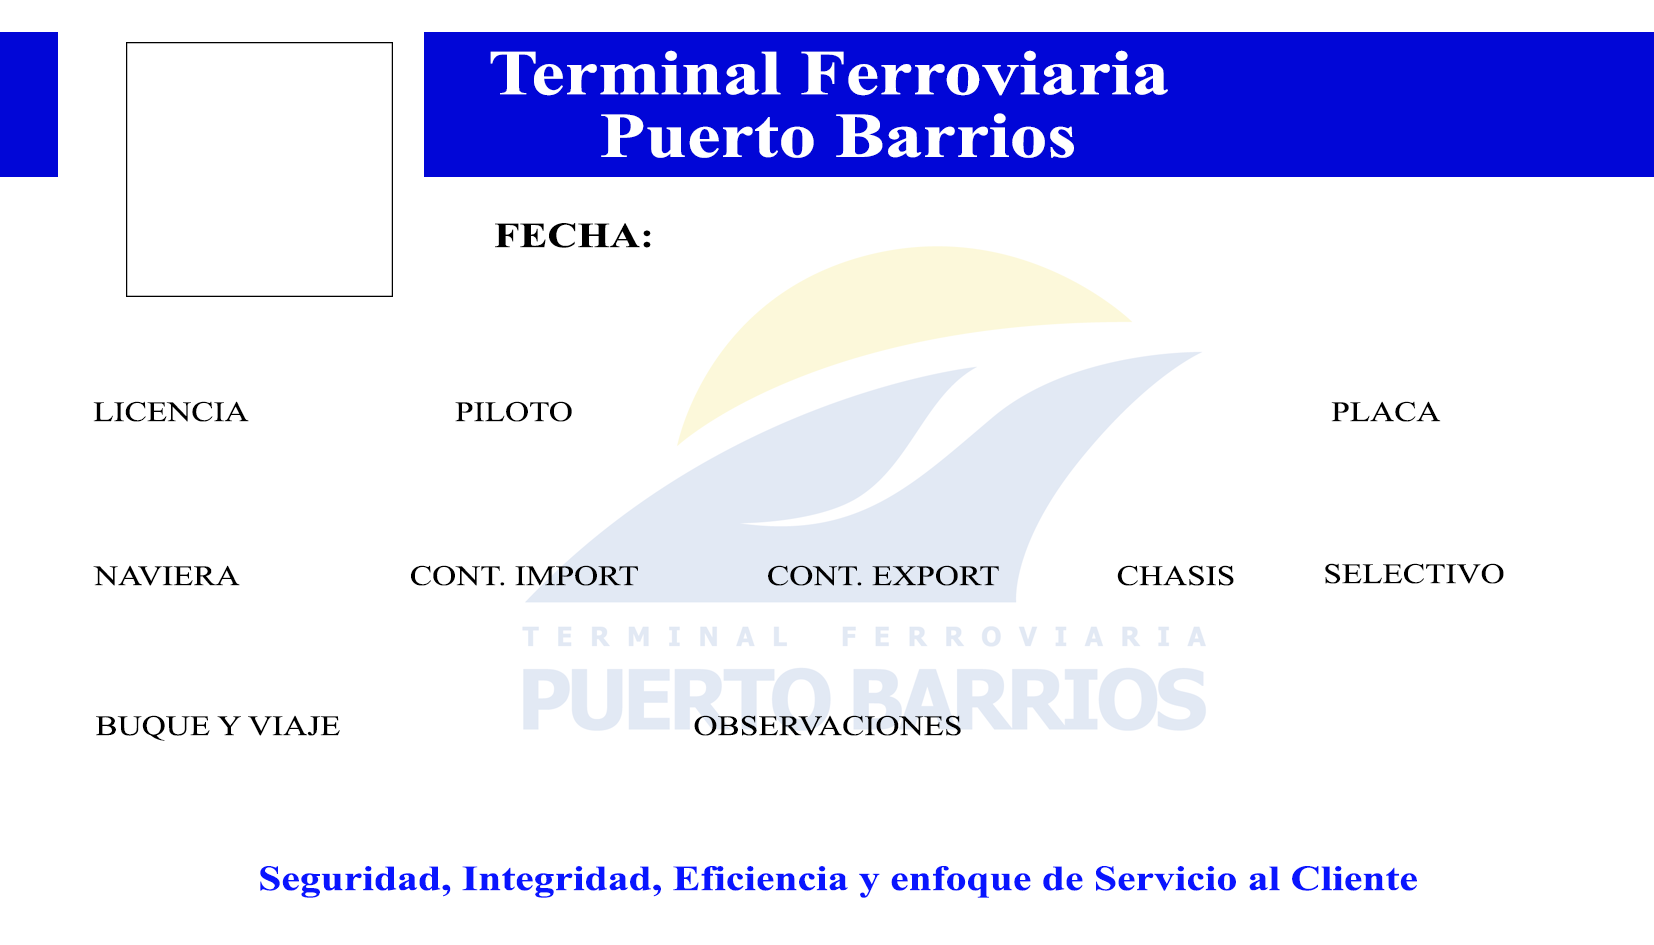 Terminal Ferroviaria
Puerto Barrios
FECHA:
LICENCIA PILOTO PLACA
NAVIERA CONT. IMPORT CONT. EXPORT CHASIS SELECTIVO
TERMINAL FERROVIARIA
PUERTO BARRIOS
BUQUE Y VIAJE OBSERVACIONES
Seguridad, Integridad, Eficiencia y enfoque de Servicio al Cliente